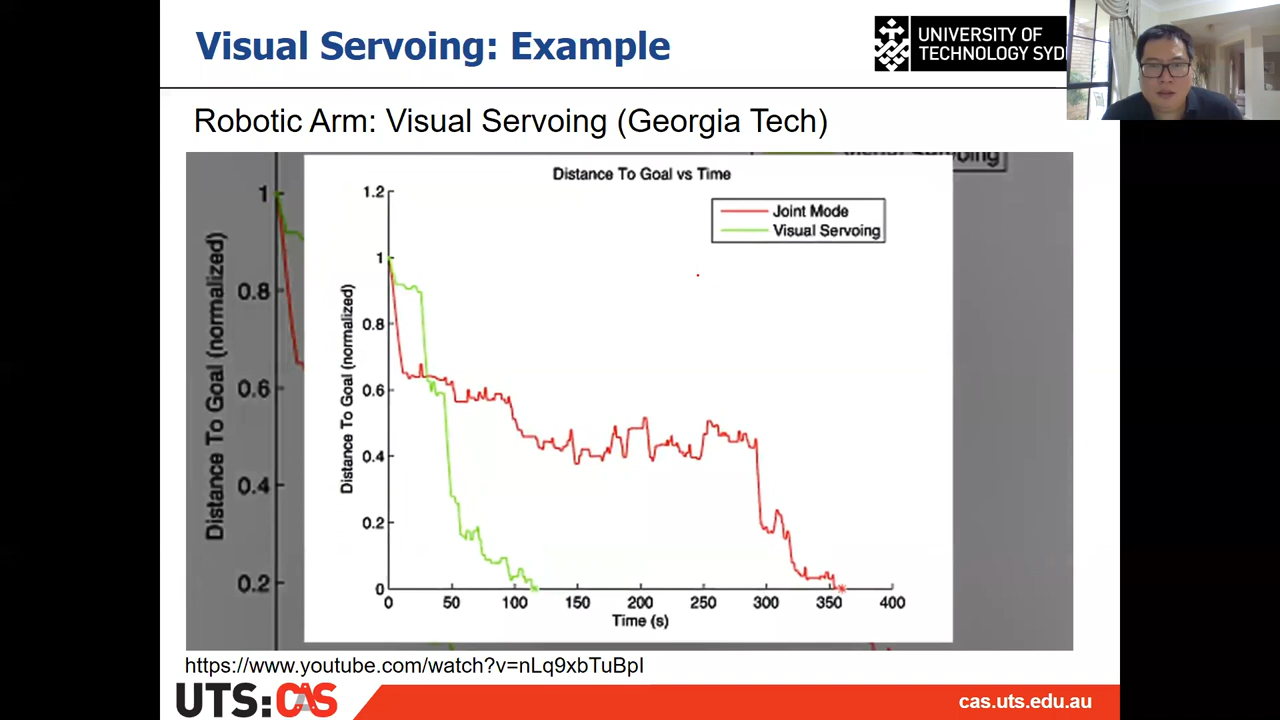 Visual Servoing: Example
UNIVERSITY OF
TECHNOLOGY SYD
Robotic Arm: Visual Servoing (Georgia Tech)
Visual Servoing
Distance To Goal vs Time
Joint Mode
Visual Servoing
1.2
1
0.8
0.6
0.4
0.2
0
Distance To Goal (normalized)
0 50 100 150 200 250 300 350 400
Time (s)
1
0.8
0.6
0.4
0.2
Distance To Goal (normalized)
https://www.youtube.com/watch?v=nLq9xbTuBpI
UTS:CAS
cas.uts.edu.au